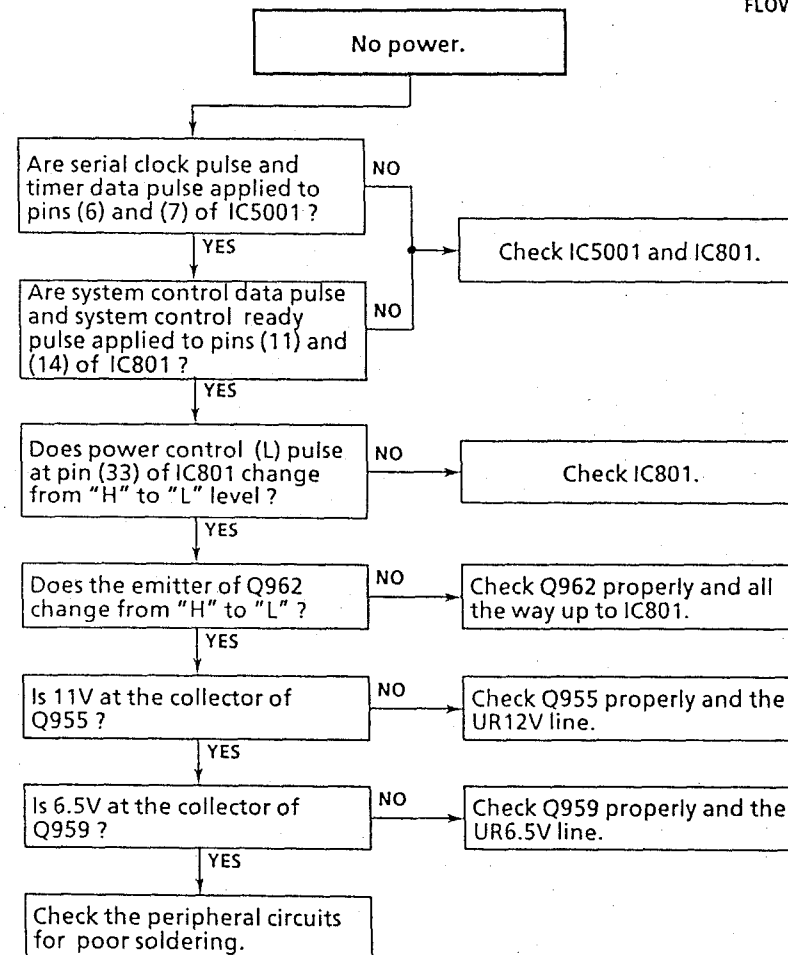 FLOW
No power.
Are serial clock pulse and
timer data pulse applied to
pins (6) and (7) of IC5001 ?
NO
YES
Check IC5001 and IC801.
Are system control data pulse
and system control ready
pulse applied to pins (11) and
(14) of IC801 ?
NO
YES
Does power control (L) pulse
at pin (33) of IC801 change
from "H" to "L" level ?
NO
Check IC801.
YES
Does the emitter of Q962
change from "H" to "L" ?
NO
Check Q962 properly and all
the way up to IC801.
YES
Is 11V at the collector of
Q955 ?
NO
Check Q955 properly and the
UR12V line.
YES
Is 6.5V at the collector of
Q959 ?
NO
Check Q959 properly and the
UR6.5V line.
YES
Check the peripheral circuits
for poor soldering.